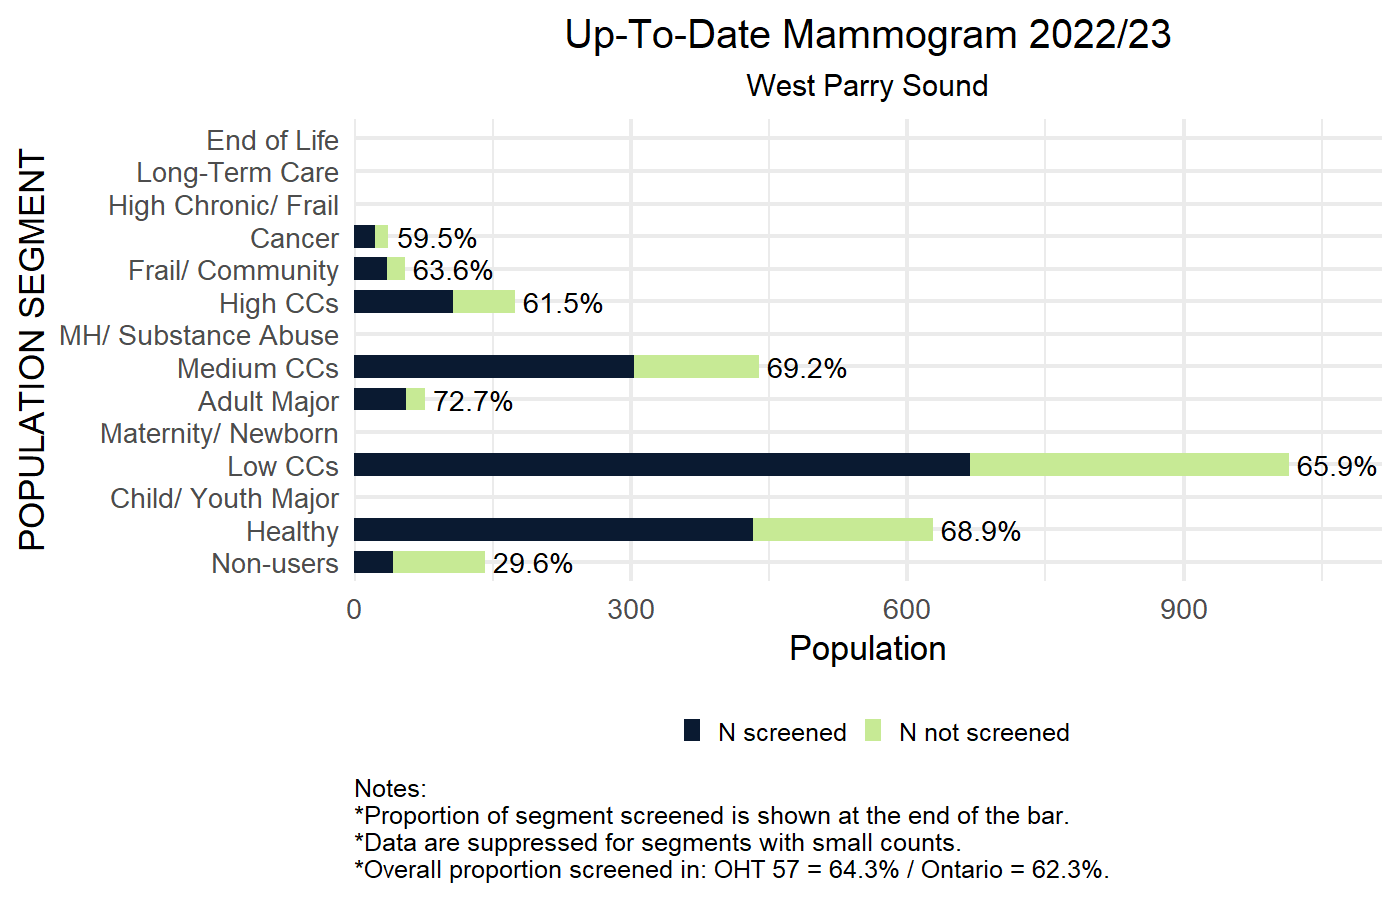 Up-To-Date Mammogram 2022/23
West Parry Sound
POPULATION SEGMENT
End of Life
Long-Term Care
High Chronic/ Frail
Cancer 59.5%
Frail/ Community 63.6%
High CCs 61.5%
MH/ Substance Abuse
Medium CCs 69.2%
Adult Major 72.7%
Maternity/ Newborn
Low CCs 65.9%
Child/ Youth Major
Healthy 68.9%
Non-users 29.6%
0 300 600 900
Population
N screened N not screened
Notes:
*Proportion of segment screened is shown at the end of the bar.
*Data are suppressed for segments with small counts.
*Overall proportion screened in: OHT 57 = 64.3% / Ontario = 62.3%.